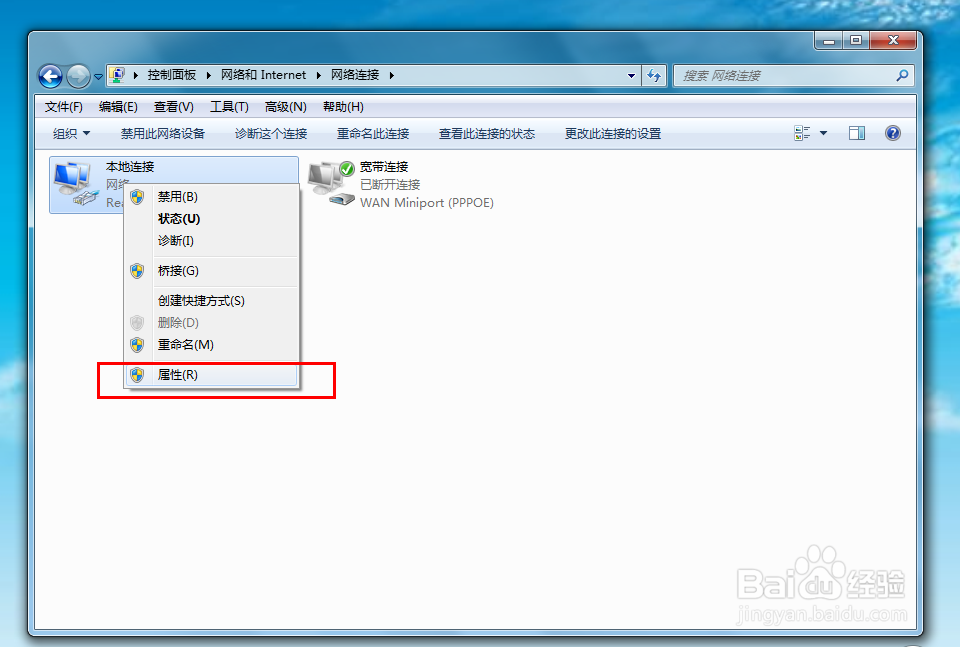 控制面板 网络和 Internet 网络连接 搜索 网络连接
文件(F) 编辑(E) 查看(V) 工具(T) 高级(N) 帮助(H)
组织 禁用此网络设备 诊断这个连接 重命名此连接 查看此连接的状态 更改此连接的设置
本地连接
网络
Rea
宽带连接
已断开连接
WAN Miniport (PPPOE)
禁用(B)
状态(U)
诊断(I)
桥接(G)
创建快捷方式(S)
删除(D)
重命名(M)
属性(R)
Baidu 经验
jingyan.baidu.com